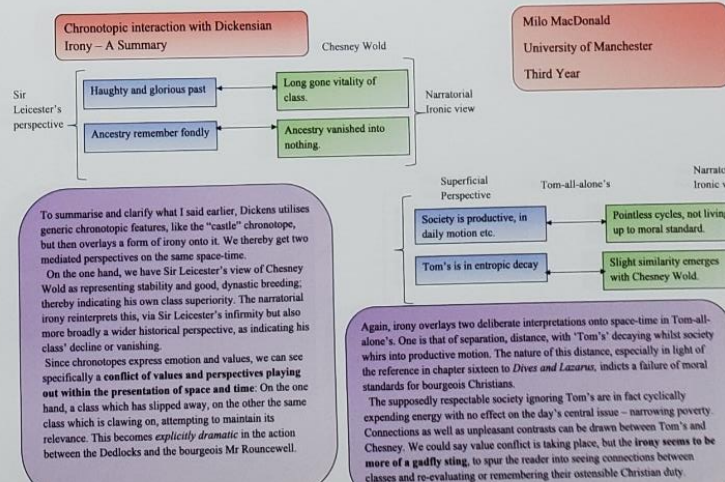 Chronotopic interaction with Dickensian
Irony – A Summary
Milo MacDonald
University of Manchester
Third Year
Chesney Wold
Sir
Leicester's
perspective
Haughty and glorious past
Long gone vitality of
class.
Ancestry remember fondly
Ancestry vanished into
nothing.
Narratorial
Ironic view
To summarise and clarify what I said earlier, Dickens utilises
generic chronotopic features, like the “castle” chronotope,
but then overlays a form of irony onto it. We thereby get two
mediated perspectives on the same space-time.
On the one hand, we have Sir Leicester's view of Chesney
Wold as representing stability and good, dynastic breeding;
thereby indicating his own class superiority. The narratorial
irony reinterprets this, via Sir Leicester's infirmity but also
more broadly a wider historical perspective, as indicating his
class' decline or vanishing.
Since chronotopes express emotion and values, we can see
specifically a conflict of values and perspectives playing
out within the presentation of space and time: On the one
hand, a class which has slipped away, on the other the same
class which is clawing on, attempting to maintain its
relevance. This becomes explicitly dramatic in the action
between the Dedlocks and the bourgeois Mr Rouncewell.
Superficial
Perspective
Tom-all-alone's
Narrato
Ironic v
Society is productive, in
daily motion etc.
Pointless cycles, not living
up to moral standard.
Tom's is in entropic decay
Slight similarity emerges
with Chesney Wold.
Again, irony overlays two deliberate interpretations onto space-time in Tom-all-
alone's. One is that of separation, distance, with ‘Tom's’ decaying whilst society
whirs into productive motion. The nature of this distance, especially in light of
the reference in chapter sixteen to Dives and Lazarus, indicts a failure of moral
standards for bourgeois Christians.
The supposedly respectable society ignoring Tom's are in fact cyclically
expending energy with no effect on the day's central issue – narrowing poverty.
Connections as well as unpleasant contrasts can be drawn between Tom's and
Chesney. We could say value conflict is taking place, but the irony seems to be
more of a gadfly sting, to spur the reader into seeing connections between
classes and re-evaluating or remembering their ostensible Christian duty.